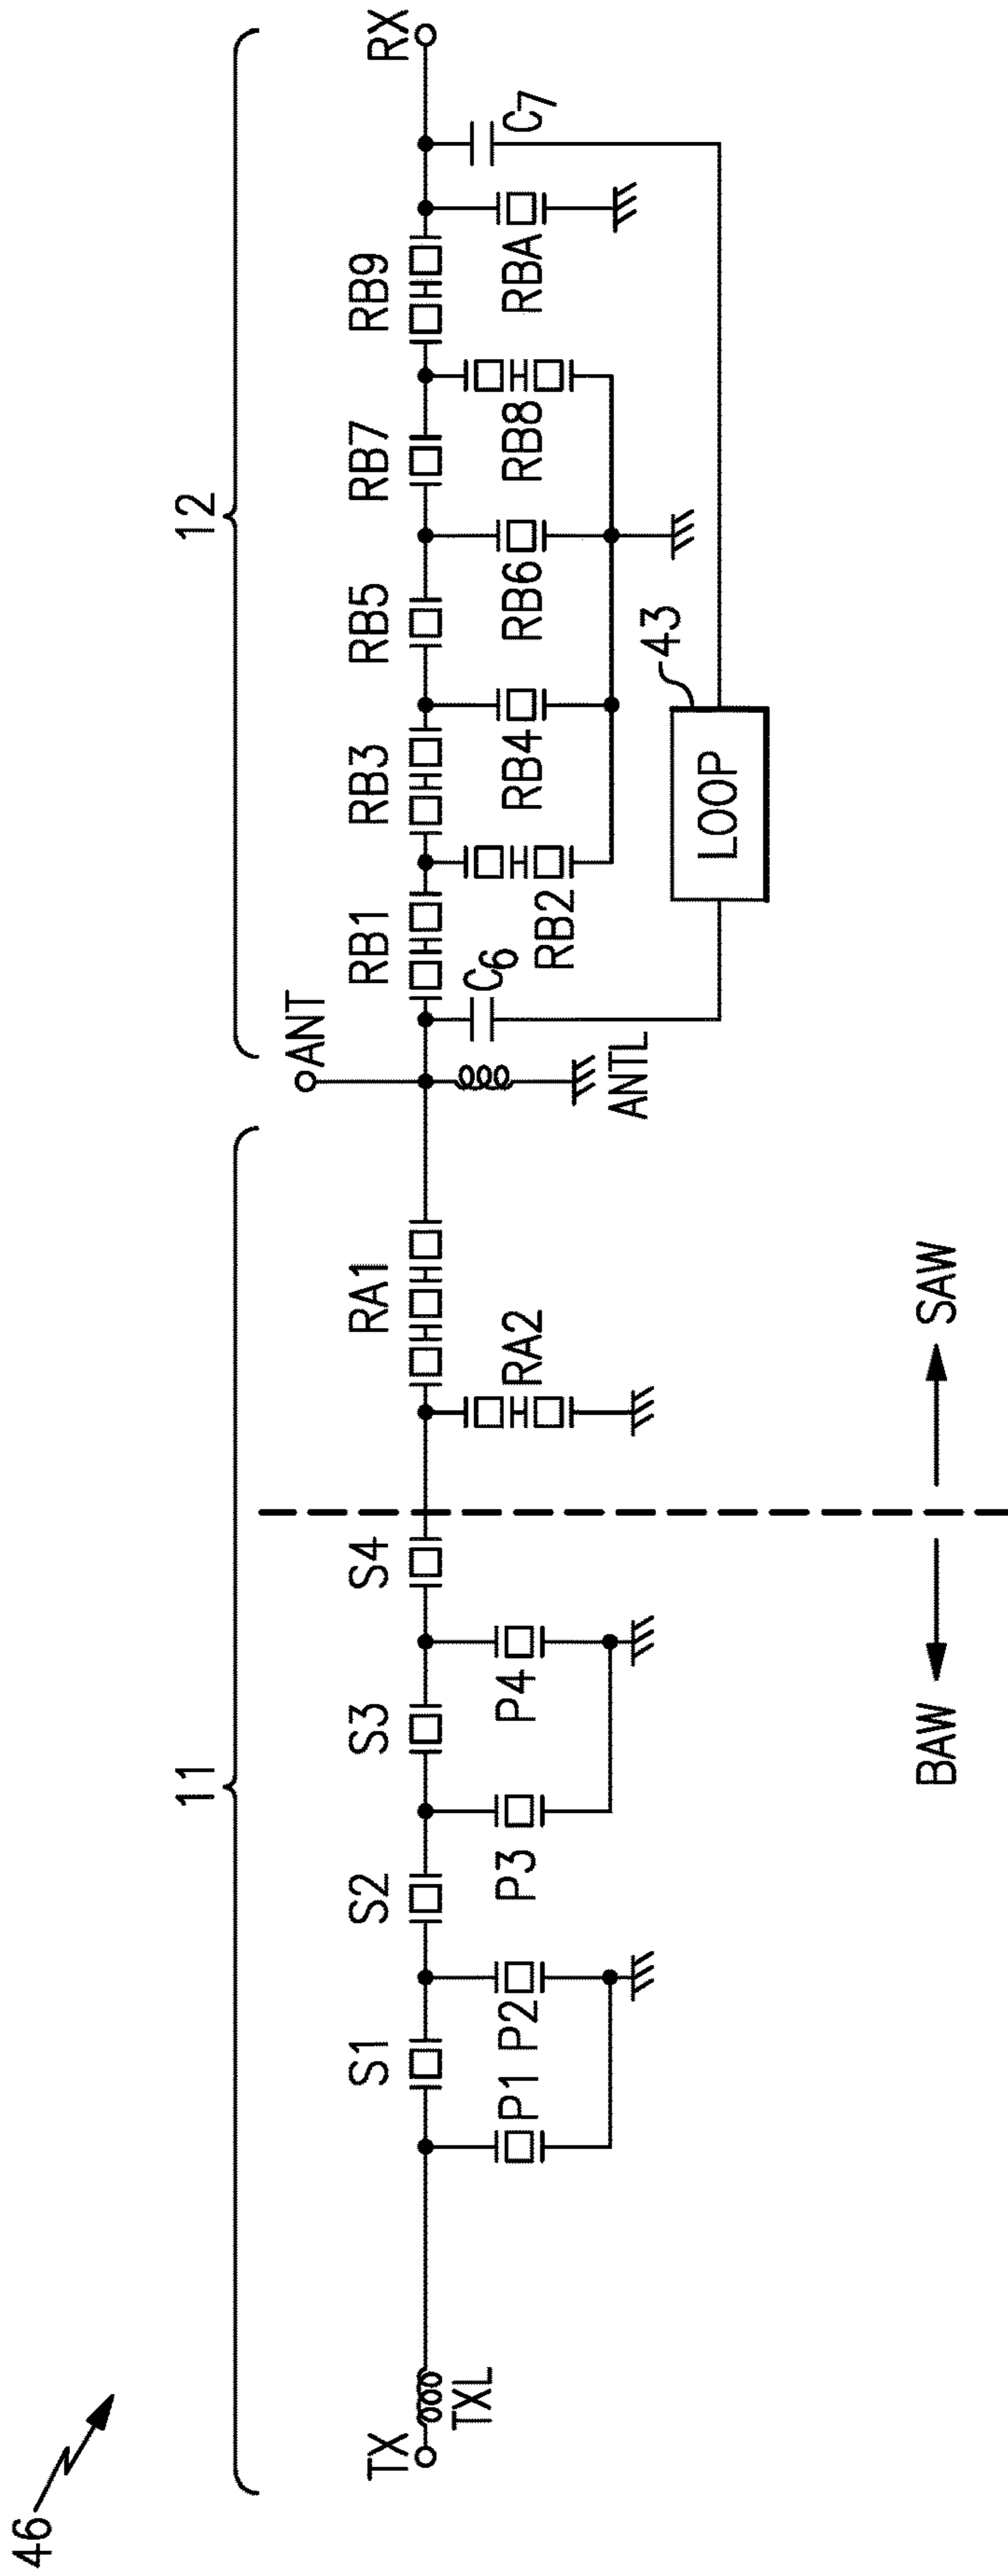 46
11
12
TX
TXL
S1
S2
S3
S4
P1
P2
P3
P4
RA1
RA2
ANT
ANTL
RB1
RB3
RB5
RB7
RB9
RX
C6
RB2
RB4
RB6
RB8
RBA
C7
LOOP
43
BAW
SAW